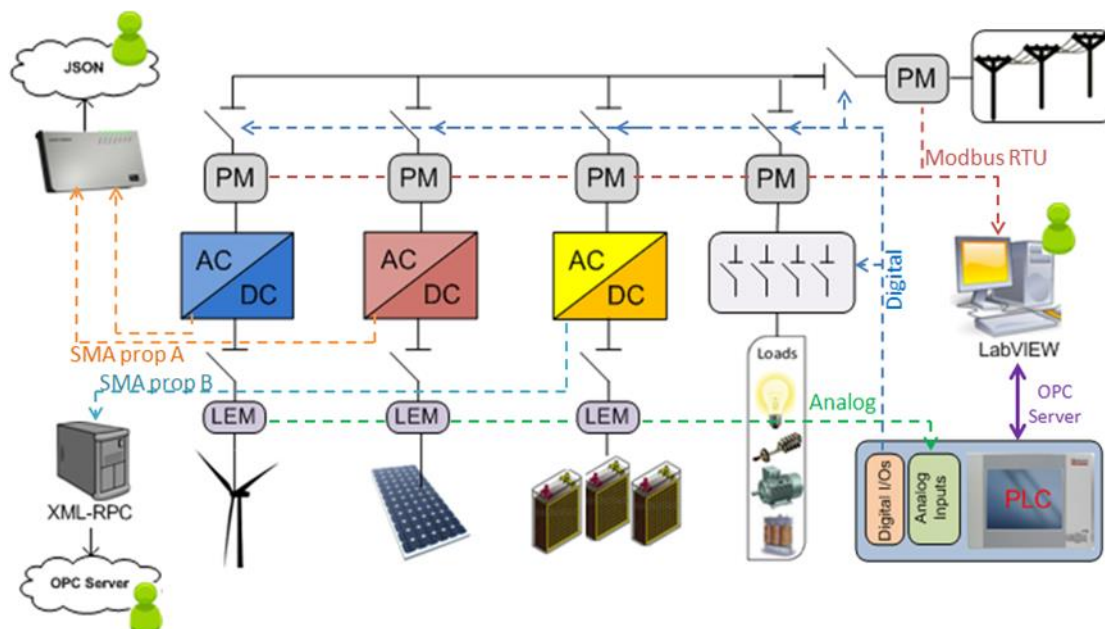 JSON
PM
Modbus RTU
PM
PM
PM
PM
AC
DC
AC
DC
AC
DC
Digital
SMA prop A
SMA prop B
Loads
LabVIEW
LEM
LEM
LEM
Analog
OPC
Server
XML-RPC
Digital I/Os
Analog
Inputs
PLC
OPC Server